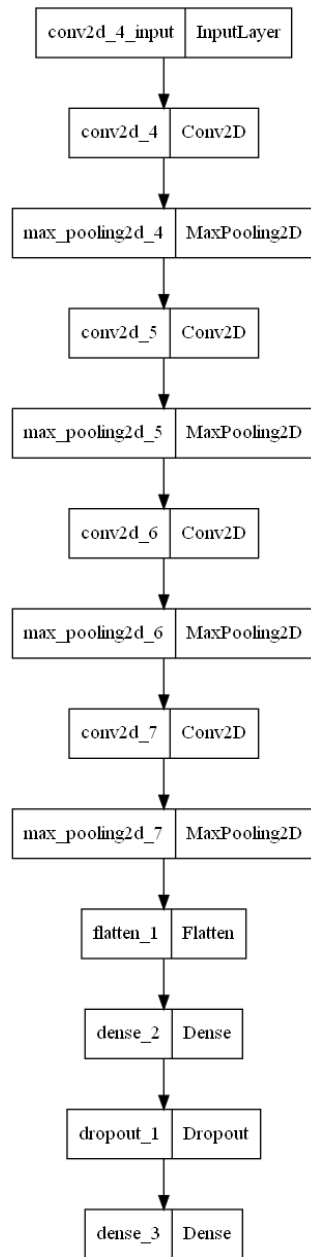 conv2d_4_input InputLayer
conv2d_4 Conv2D
max_pooling2d_4 MaxPooling2D
conv2d_5 Conv2D
max_pooling2d_5 MaxPooling2D
conv2d_6 Conv2D
max_pooling2d_6 MaxPooling2D
conv2d_7 Conv2D
max_pooling2d_7 MaxPooling2D
flatten_1 Flatten
dense_2 Dense
dropout_1 Dropout
dense_3 Dense